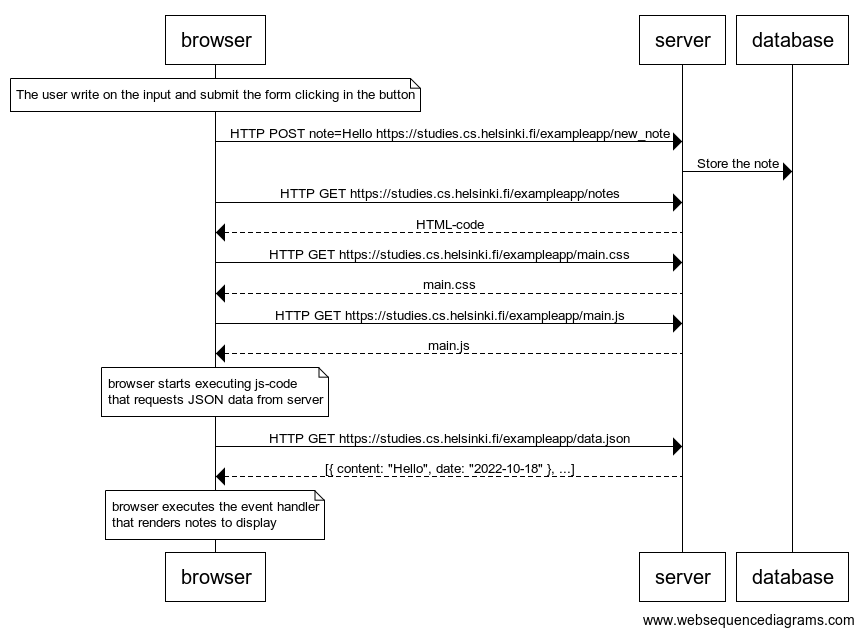 browser
server
database
The user write on the input and submit the form clicking in the button
HTTP POST note=Hello https://studies.cs.helsinki.fi/exampleapp/new_note
Store the note
HTTP GET https://studies.cs.helsinki.fi/exampleapp/notes
HTML-code
HTTP GET https://studies.cs.helsinki.fi/exampleapp/main.css
main.css
HTTP GET https://studies.cs.helsinki.fi/exampleapp/main.js
main.js
browser starts executing js-code
that requests JSON data from server
HTTP GET https://studies.cs.helsinki.fi/exampleapp/data.json
[{ content: "Hello", date: "2022-10-18" }, ...]
browser executes the event handler
that renders notes to display
browser
server
database
www.websequencediagrams.com